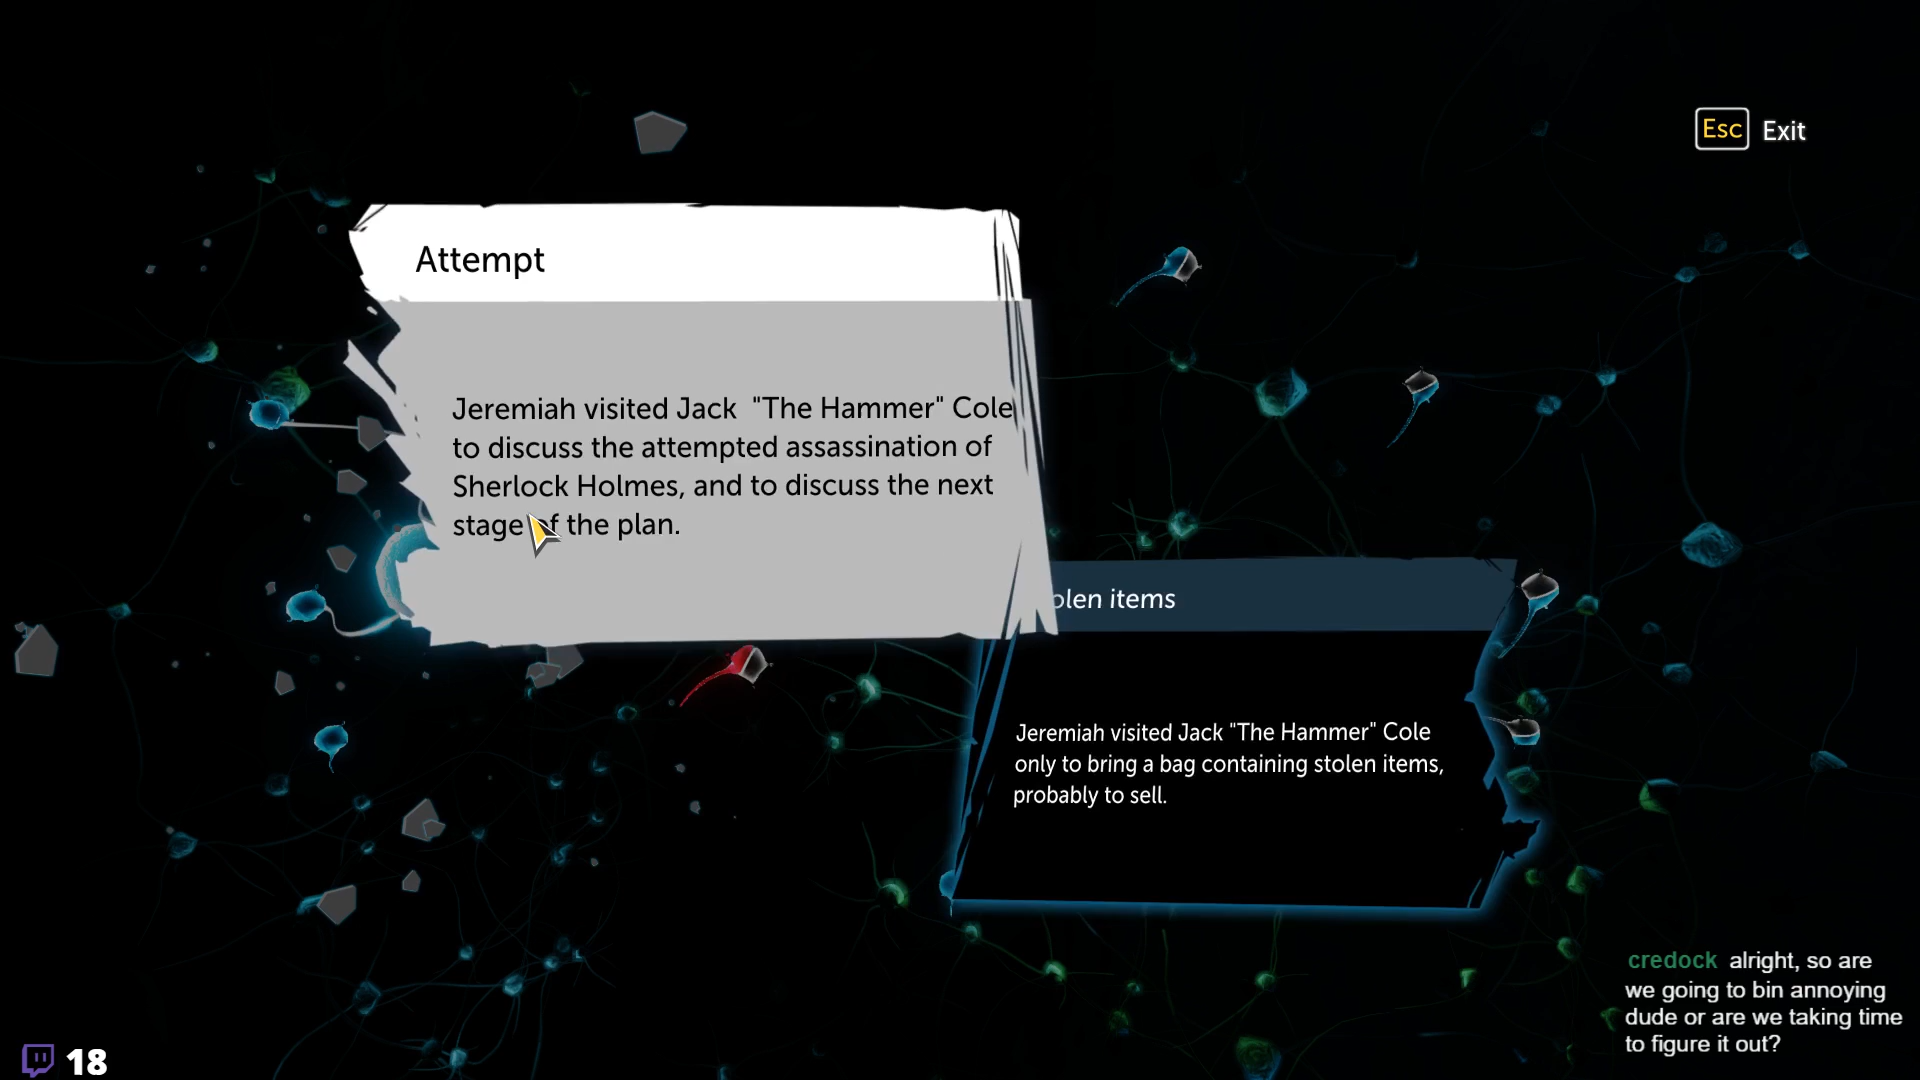 Esc Exit
Attempt
Jeremiah visited Jack "The Hammer" Cole
to discuss the attempted assassination of
Sherlock Holmes, and to discuss the next
stage of the plan.
olen items
Jeremiah visited Jack "The Hammer" Cole
only to bring a bag containing stolen items,
probably to sell.
credock alright, so are
we going to bin annoying
dude or are we taking time
to figure it out?
18